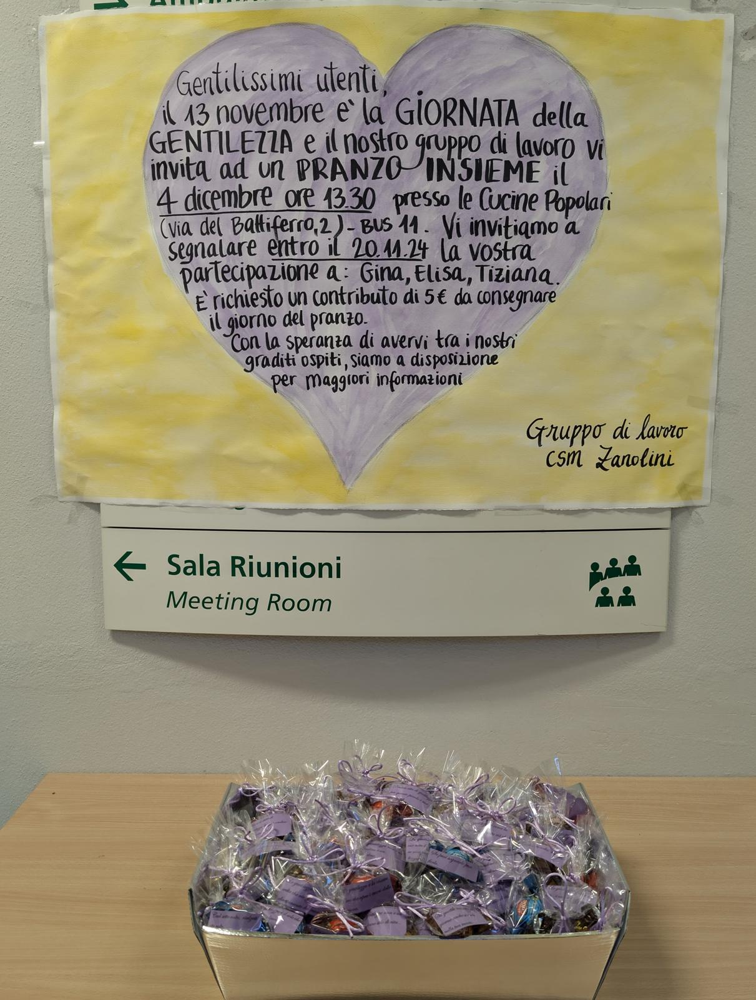 Gentilissimi utenti,
il 13 novembre e' la GIORNATA della
GENTILEZZA e il nostro gruppo di lavoro vi
invita ad un PRANZO INSIEME il
4 dicembre ore 13.30 presso le Cucine Popolari
(via del Battiferro, 2) - BUS 11. Vi invitiamo a
segnalare entro il 20.11.24 la vostra
partecipazione a: Gina, Elisa, Tiziana.
E' richiesto un contributo di 5 € da consegnare
il giorno del pranzo.
Con la speranza di avervi tra i nostri
graditi ospiti, siamo a disposizione
per maggiori informazioni
Gruppo di lavoro
CSM Zanolini
Sala Riunioni
Meeting Room